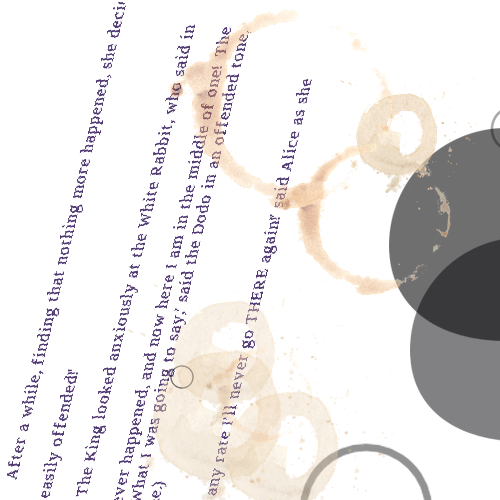 After a while, finding that nothing more happened, she
easily offended!'
The King looked anxiously at the White Rabbit, who said in
ever happened, and now here I am in the middle of one! The
what I was going to say,' said the Dodo in an offended tone,
any rate I'll never go THERE again!' said Alice as she